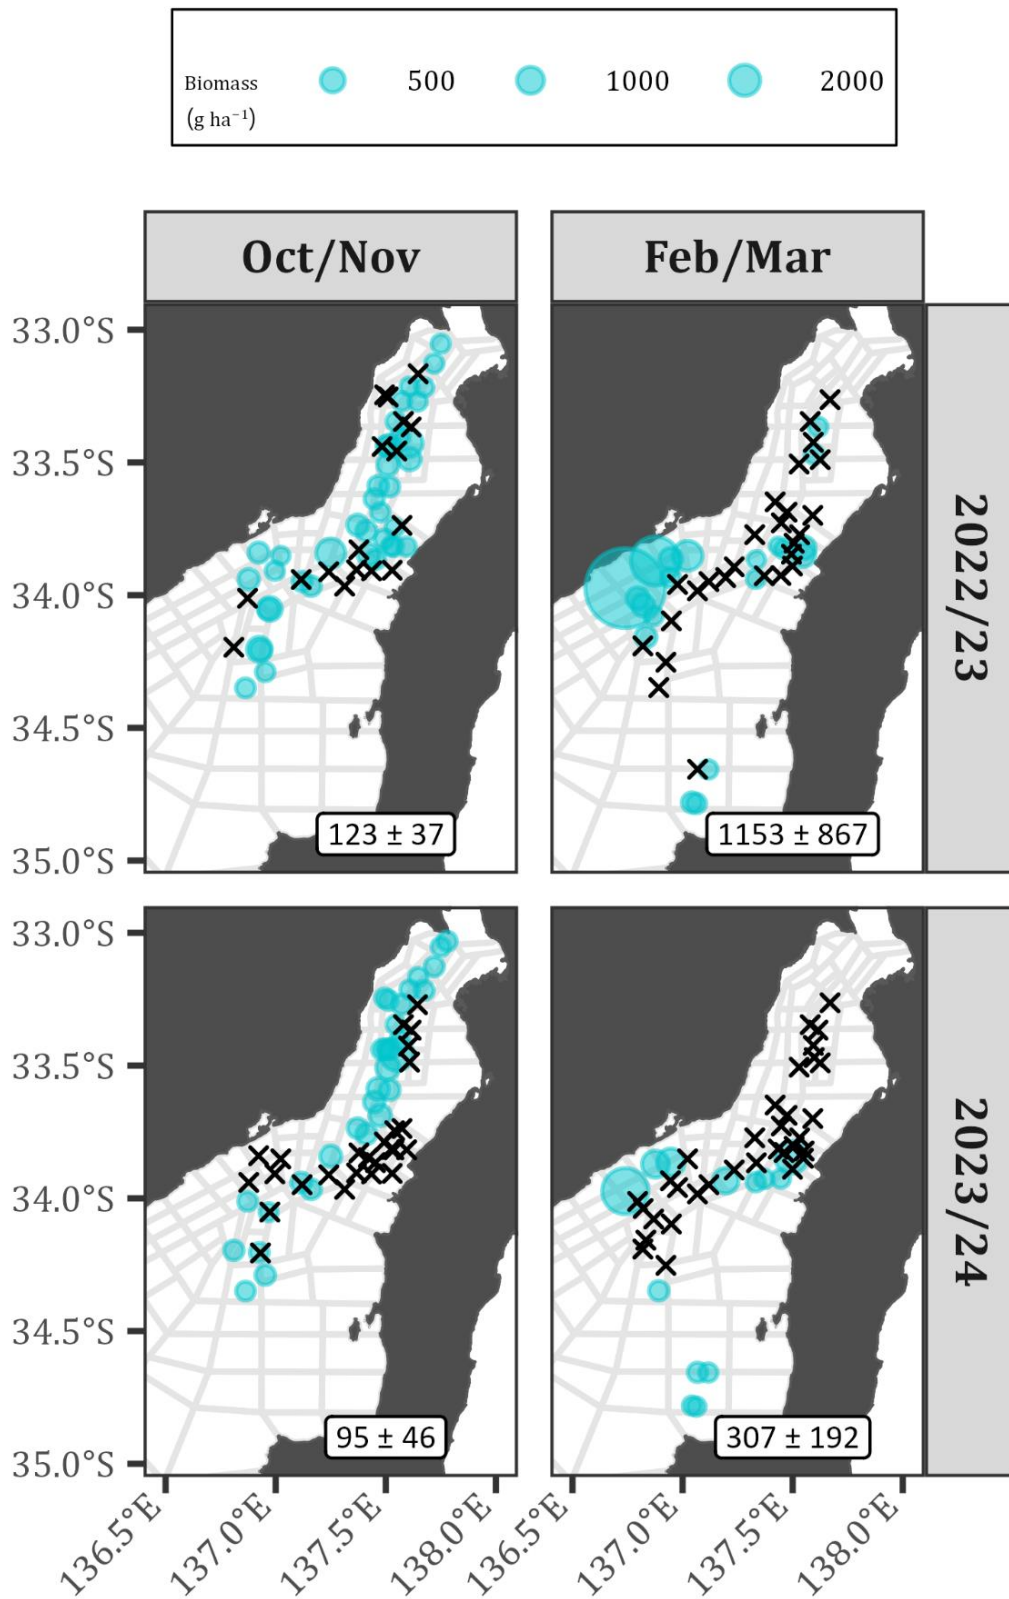 Biomass
(g ha⁻¹)
500
1000
2000
Oct/Nov
Feb/Mar
33.0°S
33.5°S
34.0°S
34.5°S
35.0°S
123 ± 37
1153 ± 867
2022/23
33.0°S
33.5°S
34.0°S
34.5°S
35.0°S
95 ± 46
307 ± 192
2023/24
136.5°E
137.0°E
137.5°E
138.0°E
136.5°E
137.0°E
137.5°E
138.0°E